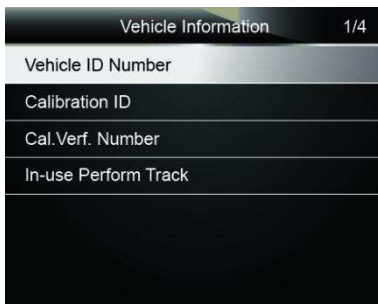 Vehicle Information 1/4
Vehicle ID Number
Calibration ID
Cal.Verf. Number
In-use Perform Track